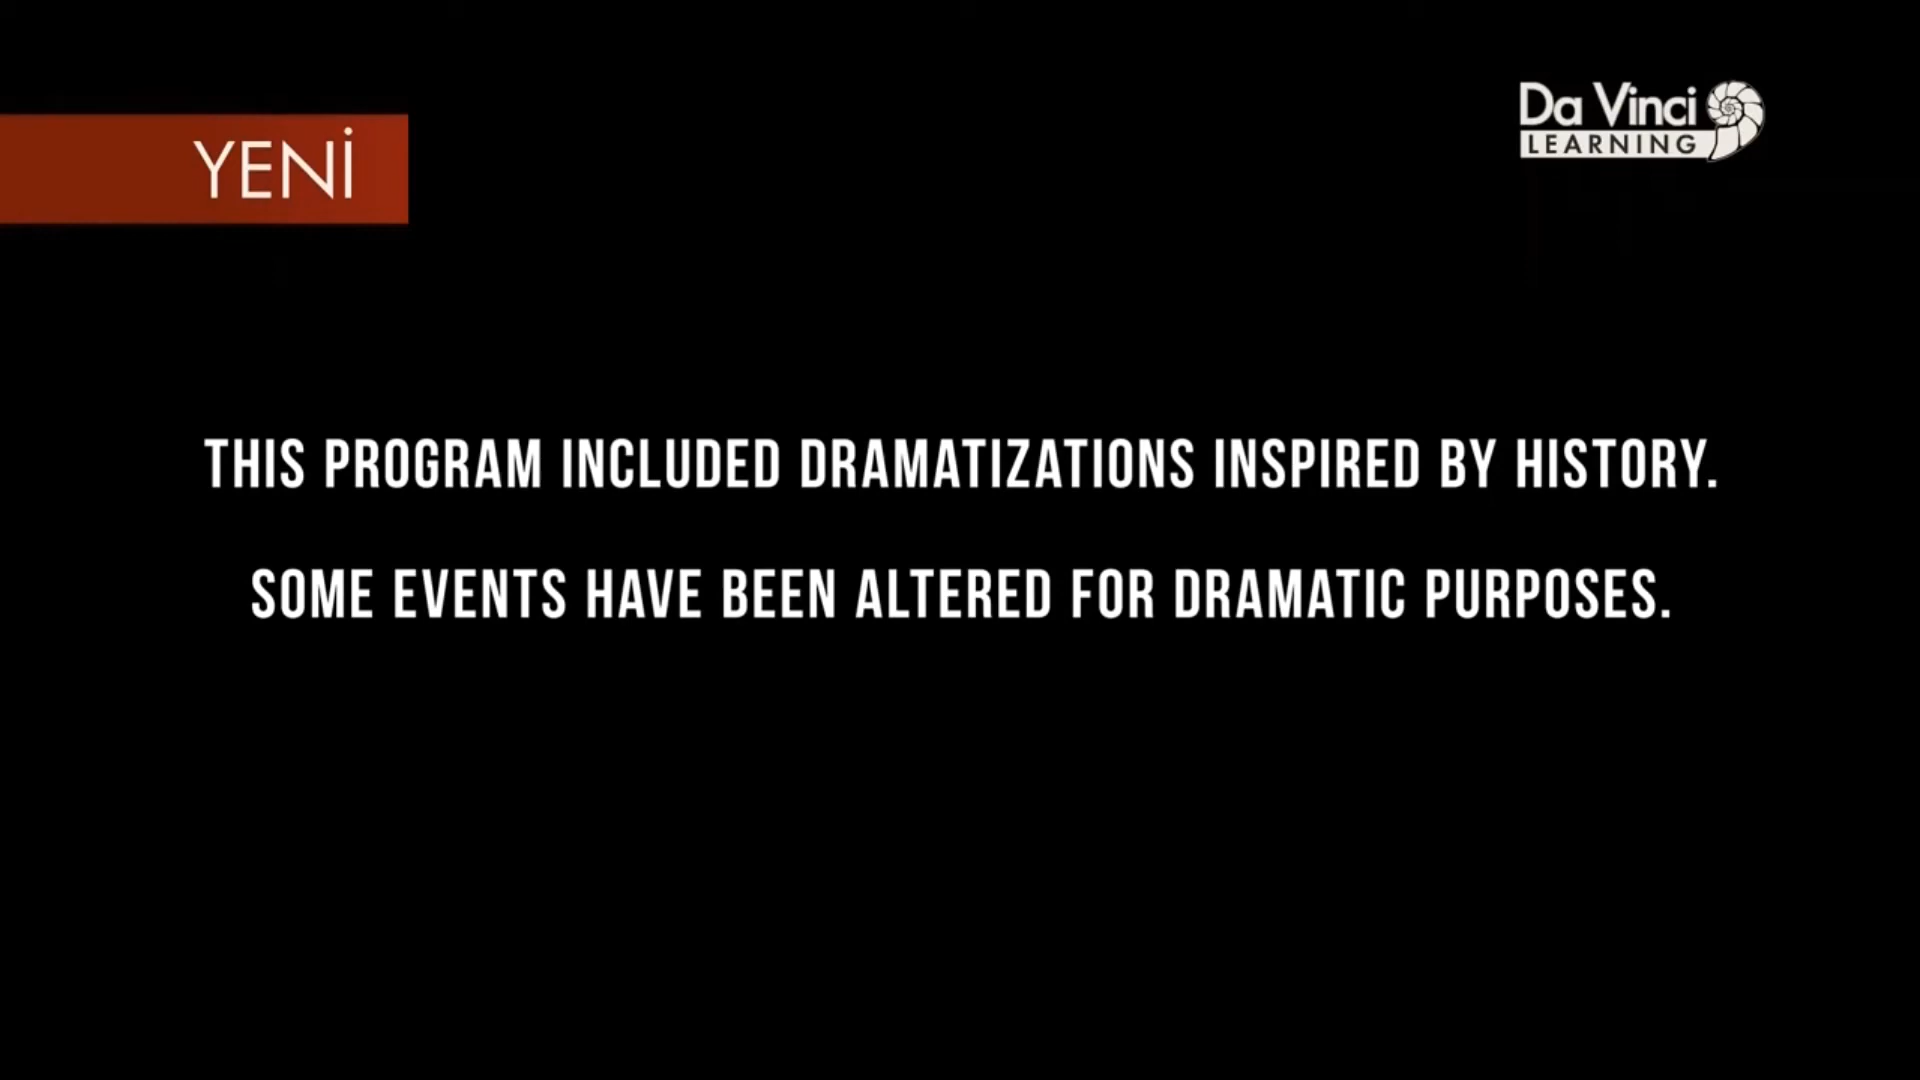 YENİ
Da Vinci
LEARNING
THIS PROGRAM INCLUDED DRAMATIZATIONS INSPIRED BY HISTORY.
SOME EVENTS HAVE BEEN ALTERED FOR DRAMATIC PURPOSES.